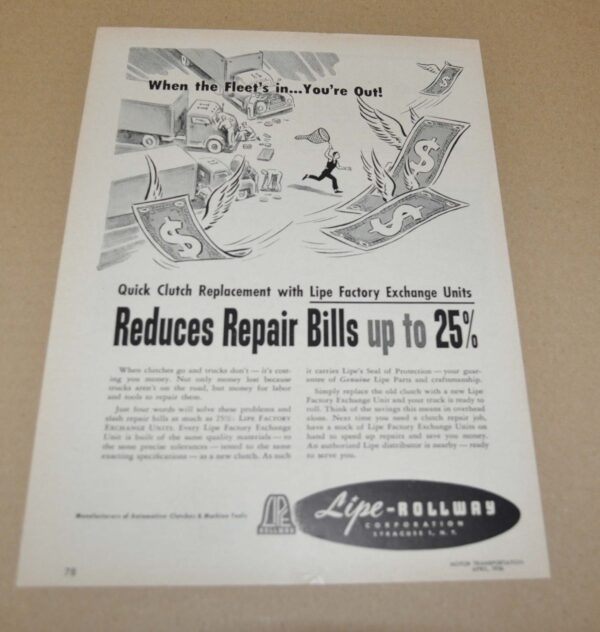 When the Fleet's in...You're Out!
Quick Clutch Replacement with Lipe Factory Exchange Units
Reduces Repair Bills up to 25%
When clutches go and trucks don't — it's cost-
ing you money. Not only money lost because
trucks aren't on the road, but money for labor
and tools to repair them.
Just four words will solve these problems and
slash repair bills as much as 25%. LIPE FACTORY
EXCHANGE UNITS. Every Lipe Factory Exchange
Unit is built of the same quality materials — to
the same precise tolerances — tested to the same
exacting specifications — as a new clutch. As such
it carries Lipe's Seal of Protection — your guar-
antee of Genuine Lipe Parts and craftsmanship.
Simply replace the old clutch with a new Lipe
Factory Exchange Unit and your truck is ready to
roll. Think of the savings this means in overhead
alone. Next time you need a clutch repair job,
have a stock of Lipe Factory Exchange Units on
hand to speed up repairs and save you money.
An authorized Lipe distributor is nearby — ready
to serve you.
Manufacturers of Automotive Clutches & Machine Tools
LIPE
ROLLWAY
Lipe-ROLLWAY
CORPORATION
SYRACUSE 1, N. Y.
78
MOTOR TRANSPORTATION
APRIL,